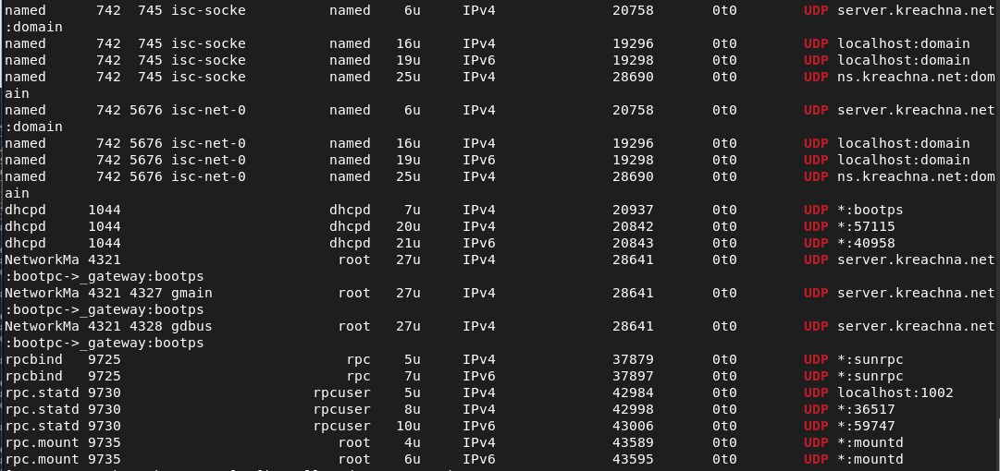 named 742 745 isc-socke named 6u IPv4 20758 0t0 UDP server.kreachna.net
:domain
named 742 745 isc-socke named 16u IPv4 19296 0t0 UDP localhost:domain
named 742 745 isc-socke named 19u IPv6 19298 0t0 UDP localhost:domain
named 742 745 isc-socke named 25u IPv4 28690 0t0 UDP ns.kreachna.net:dom
ain
named 742 5676 isc-net-0 named 6u IPv4 20758 0t0 UDP server.kreachna.net
:domain
named 742 5676 isc-net-0 named 16u IPv4 19296 0t0 UDP localhost:domain
named 742 5676 isc-net-0 named 19u IPv6 19298 0t0 UDP localhost:domain
named 742 5676 isc-net-0 named 25u IPv4 28690 0t0 UDP ns.kreachna.net:dom
ain
dhcpd 1044 dhcpd 7u IPv4 20937 0t0 UDP *:bootps
dhcpd 1044 dhcpd 20u IPv4 20842 0t0 UDP *:57115
dhcpd 1044 dhcpd 21u IPv6 20843 0t0 UDP *:40958
NetworkMa 4321 root 27u IPv4 28641 0t0 UDP server.kreachna.net
:bootpc->_gateway:bootps
NetworkMa 4321 4327 gmain root 27u IPv4 28641 0t0 UDP server.kreachna.net
:bootpc->_gateway:bootps
NetworkMa 4321 4328 gdbus root 27u IPv4 28641 0t0 UDP server.kreachna.net
:bootpc->_gateway:bootps
rpcbind 9725 rpc 5u IPv4 37879 0t0 UDP *:sunrpc
rpcbind 9725 rpc 7u IPv6 37897 0t0 UDP *:sunrpc
rpc.statd 9730 rpcuser 5u IPv4 42984 0t0 UDP localhost:1002
rpc.statd 9730 rpcuser 8u IPv4 42998 0t0 UDP *:36517
rpc.statd 9730 rpcuser 10u IPv6 43006 0t0 UDP *:59747
rpc.mount 9735 root 4u IPv4 43589 0t0 UDP *:mountd
rpc.mount 9735 root 6u IPv6 43595 0t0 UDP *:mountd